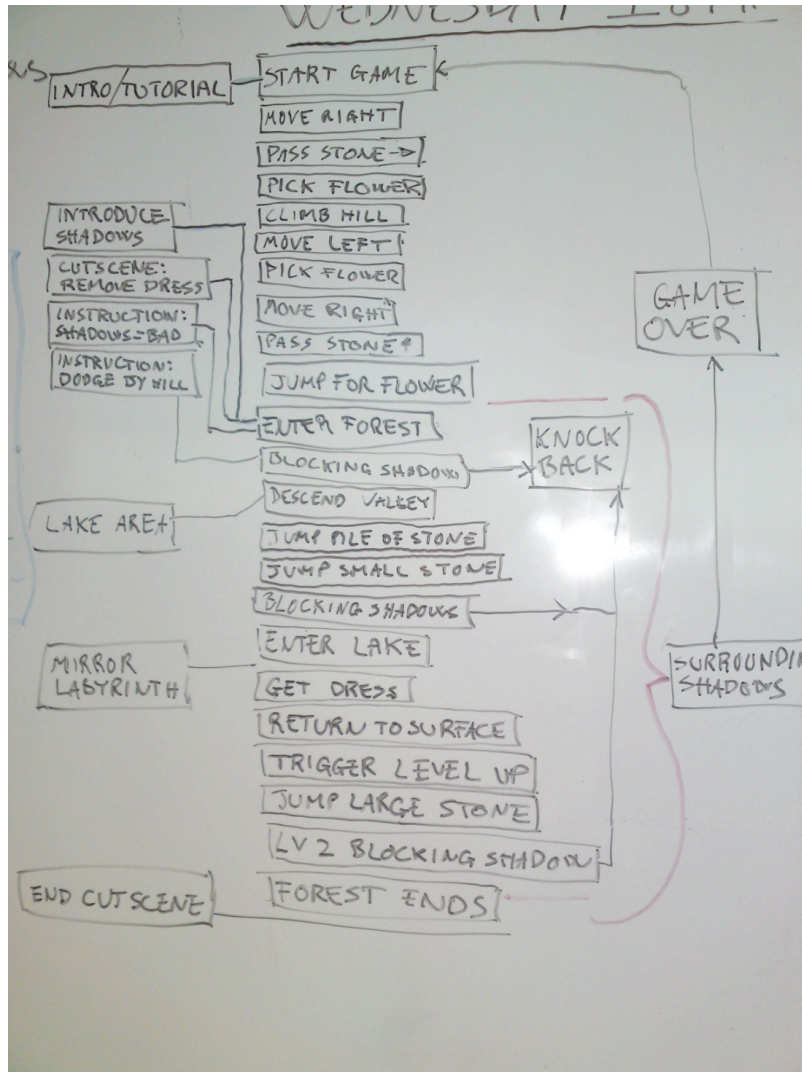 WEDNESDAY 18TH
INTRO/TUTORIAL
START GAME
MOVE RIGHT
PASS STONE →
PICK FLOWER
CLIMB HILL
MOVE LEFT
PICK FLOWER
MOVE RIGHT
PASS STONE
JUMP FOR FLOWER
ENTER FOREST
BLOCKING SHADOW
DESCEND VALLEY
JUMP PILE OF STONE
JUMP SMALL STONE
BLOCKING SHADOWS
ENTER LAKE
GET DRESS
RETURN TO SURFACE
TRIGGER LEVEL UP
JUMP LARGE STONE
LV 2 BLOCKING SHADOW
FOREST ENDS
INTRODUCE
SHADOWS
CUTSCENE:
REMOVE DRESS
INSTRUCTION:
SHADOWS=BAD
INSTRUCTION:
DODGE BY HILL
LAKE AREA
MIRROR
LABYRINTH
END CUTSCENE
KNOCK
BACK
GAME
OVER
SURROUNDIN
SHADOWS